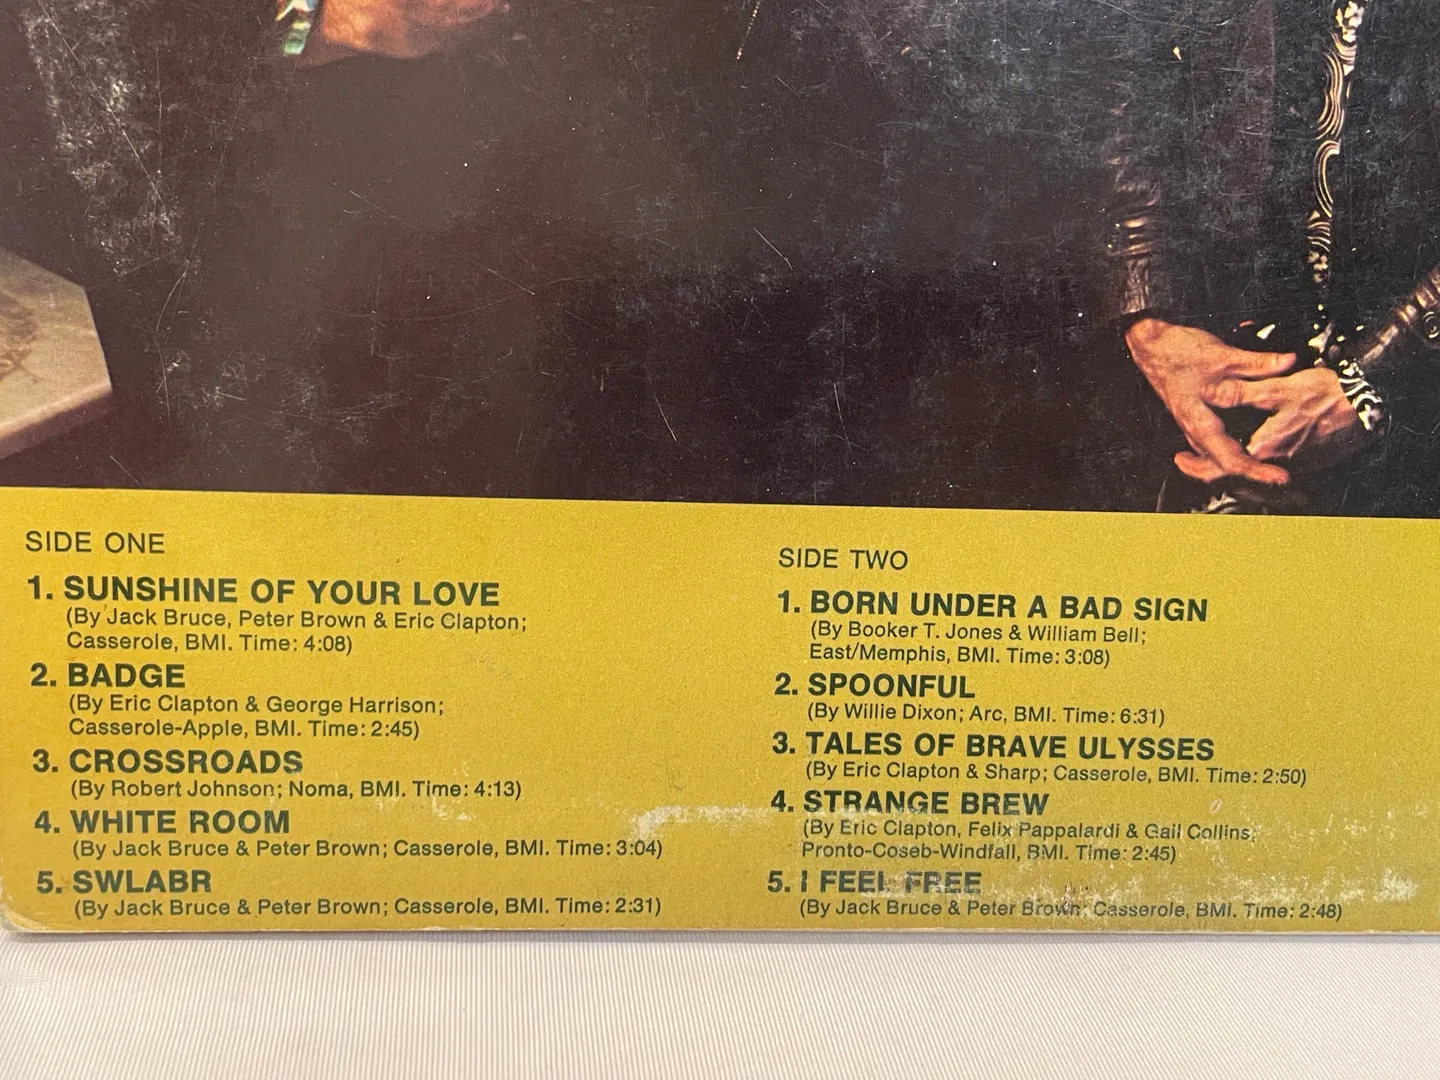 SIDE ONE
1. SUNSHINE OF YOUR LOVE
(By Jack Bruce, Peter Brown & Eric Clapton;
Casserole, BMI. Time: 4:08)
2. BADGE
(By Eric Clapton & George Harrison;
Casserole-Apple, BMI. Time: 2:45)
3. CROSSROADS
(By Robert Johnson; Noma, BMI. Time: 4:13)
4. WHITE ROOM
(By Jack Bruce & Peter Brown; Casserole, BMI. Time: 3:04)
5. SWLABR
(By Jack Bruce & Peter Brown; Casserole, BMI. Time: 2:31)
SIDE TWO
1. BORN UNDER A BAD SIGN
(By Booker T. Jones & William Bell;
East/Memphis, BMI. Time: 3:08)
2. SPOONFUL
(By Willie Dixon; Arc, BMI. Time: 6:31)
3. TALES OF BRAVE ULYSSES
(By Eric Clapton & Sharp; Casserole, BMI. Time: 2:50)
4. STRANGE BREW
(By Eric Clapton, Felix Pappalardi & Gail Collins;
Pronto-Coseb-Windfall, BMI. Time: 2:45)
5. I FEEL FREE
(By Jack Bruce & Peter Brown; Casserole, BMI. Time: 2:48)